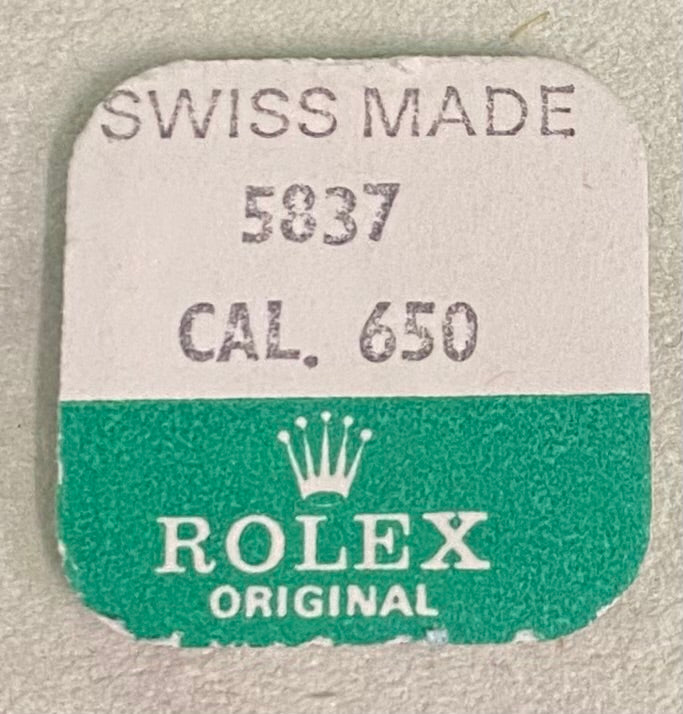 SWISS MADE
5837
CAL. 650
ROLEX
ORIGINAL